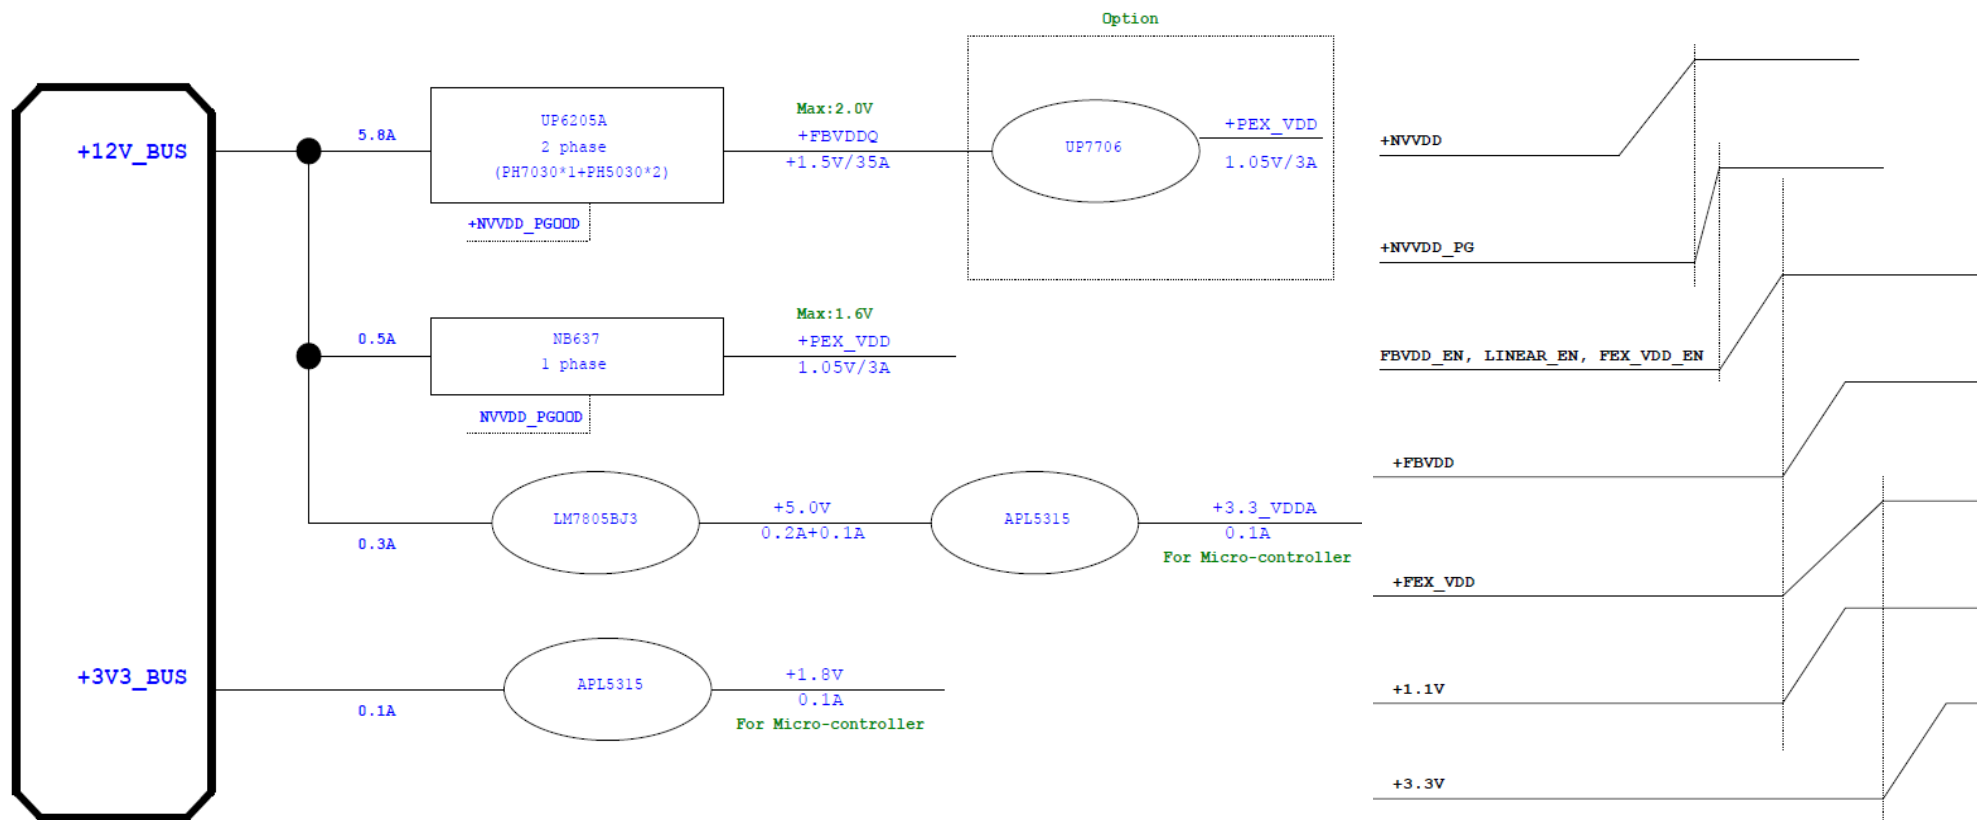 Option
+12V_BUS
5.8A
UP6205A
2 phase
(PH7030*1+PH5030*2)
+NVVDD_PGOOD
Max:2.0V
+FBVDDQ
+1.5V/35A
UP7706
+PEX_VDD
1.05V/3A
0.5A
NB637
1 phase
NVVDD_PGOOD
Max:1.6V
+PEX_VDD
1.05V/3A
0.3A
LM7805BJ3
+5.0V
0.2A+0.1A
APL5315
+3.3_VDDA
0.1A
For Micro-controller
+3V3_BUS
0.1A
APL5315
+1.8V
0.1A
For Micro-controller
+NVVDD
+NVVDD_PG
FBVDD_EN, LINEAR_EN, FEX_VDD_EN
+FBVDD
+FEX_VDD
+1.1V
+3.3V